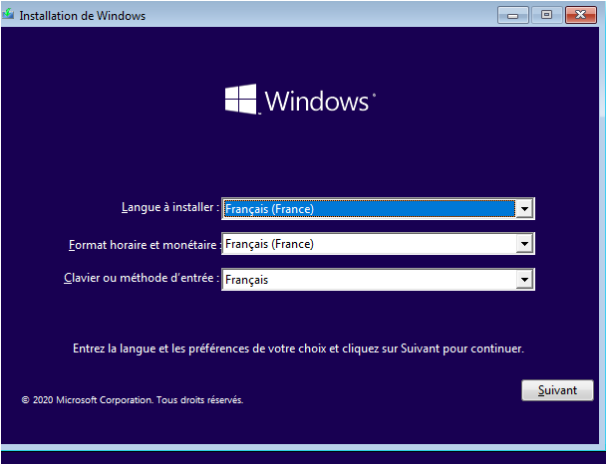 Installation de Windows
Windows
Langue à installer : Français (France)
Format horaire et monétaire : Français (France)
Clavier ou méthode d'entrée : Français
Entrez la langue et les préférences de votre choix et cliquez sur Suivant pour continuer.
Suivant
© 2020 Microsoft Corporation. Tous droits réservés.